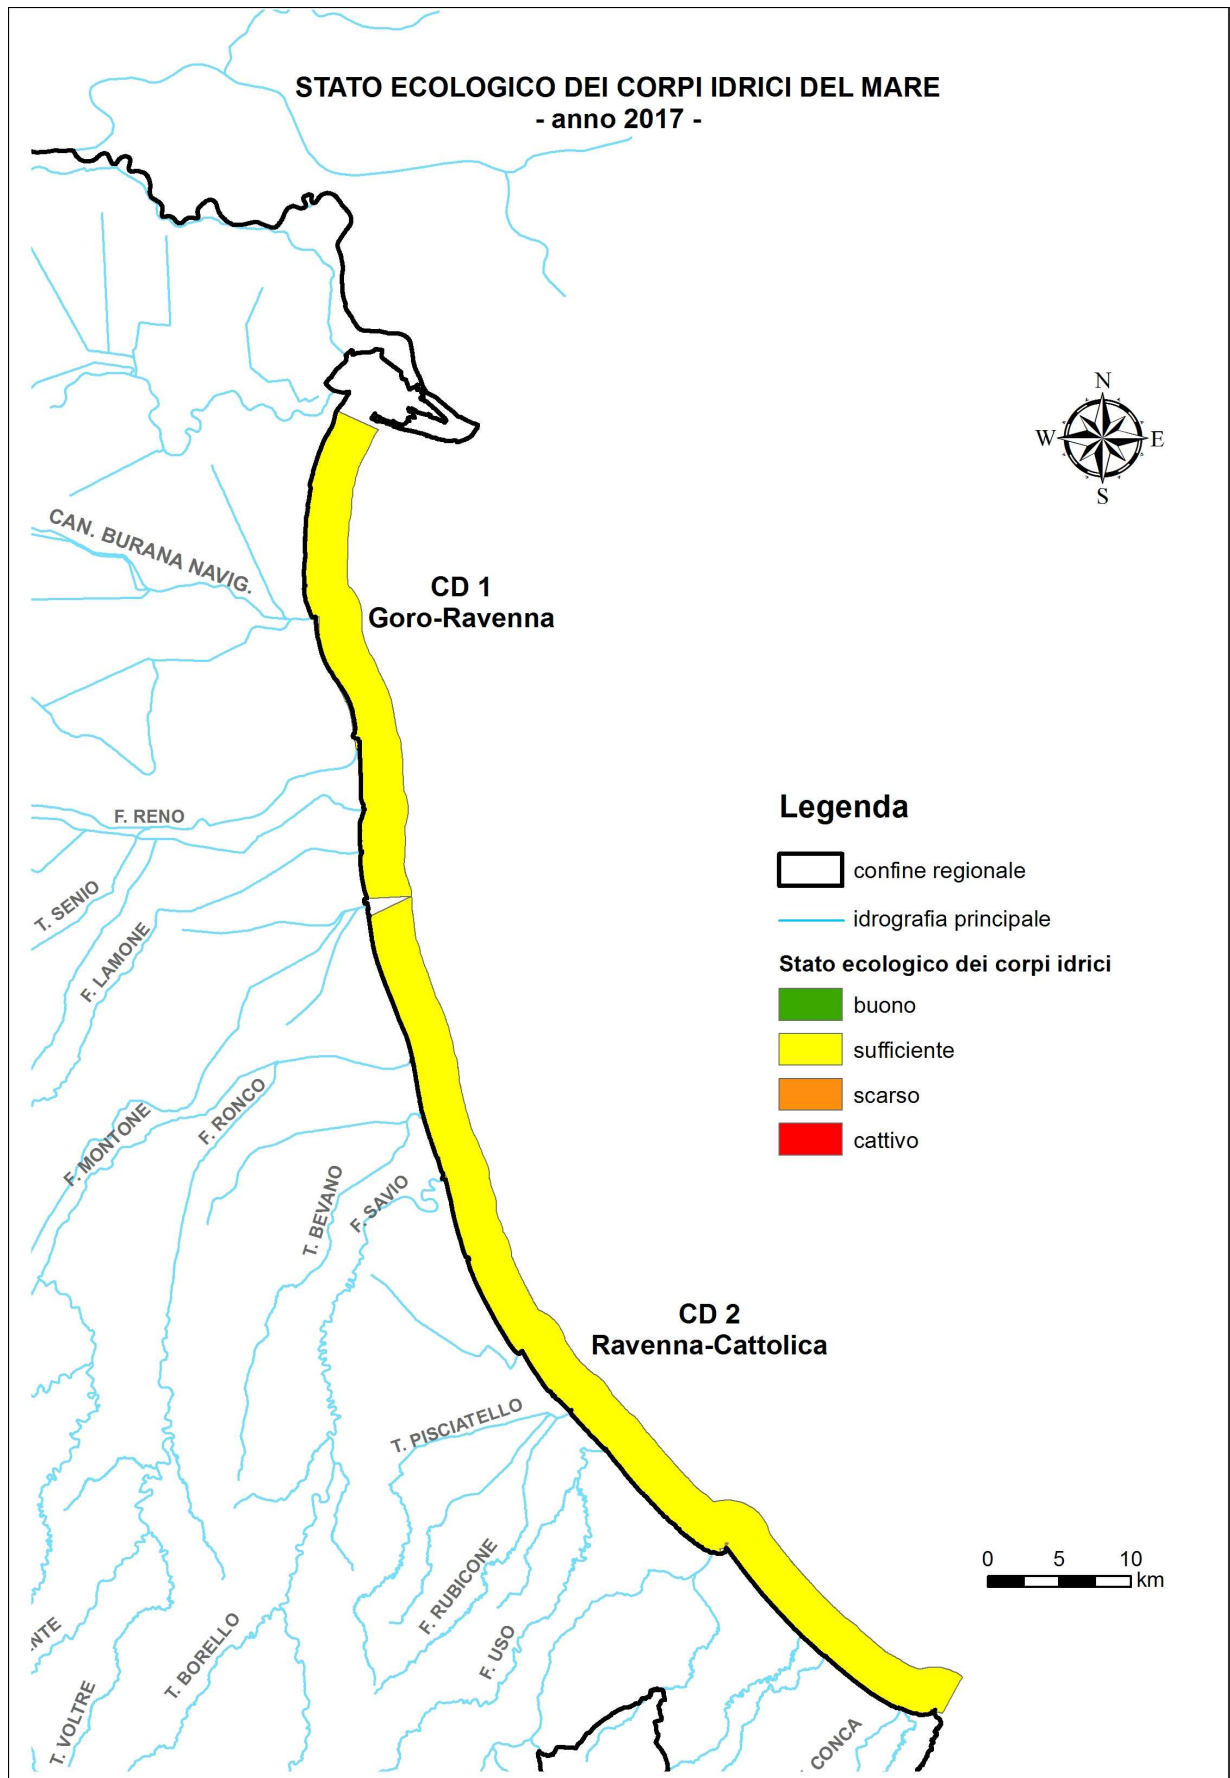 STATO ECOLOGICO DEI CORPI IDRICI DEL MARE
- anno 2017 -
N
W
E
S
CAN. BURANA NAVIG.
CD 1
Goro-Ravenna
F. RENO
T. SENIO
F. LAMONE
Legenda
confine regionale
idrografia principale
Stato ecologico dei corpi idrici
buono
sufficiente
scarso
cattivo
F. MONTONE
F. RONCO
T. BEVANO
F. SAVIO
CD 2
Ravenna-Cattolica
T. PISCIATELLO
F. RUBICONE
F. USO
T. BORELLO
NTE
T. VOLTRE
CONCA
0 5 10
km